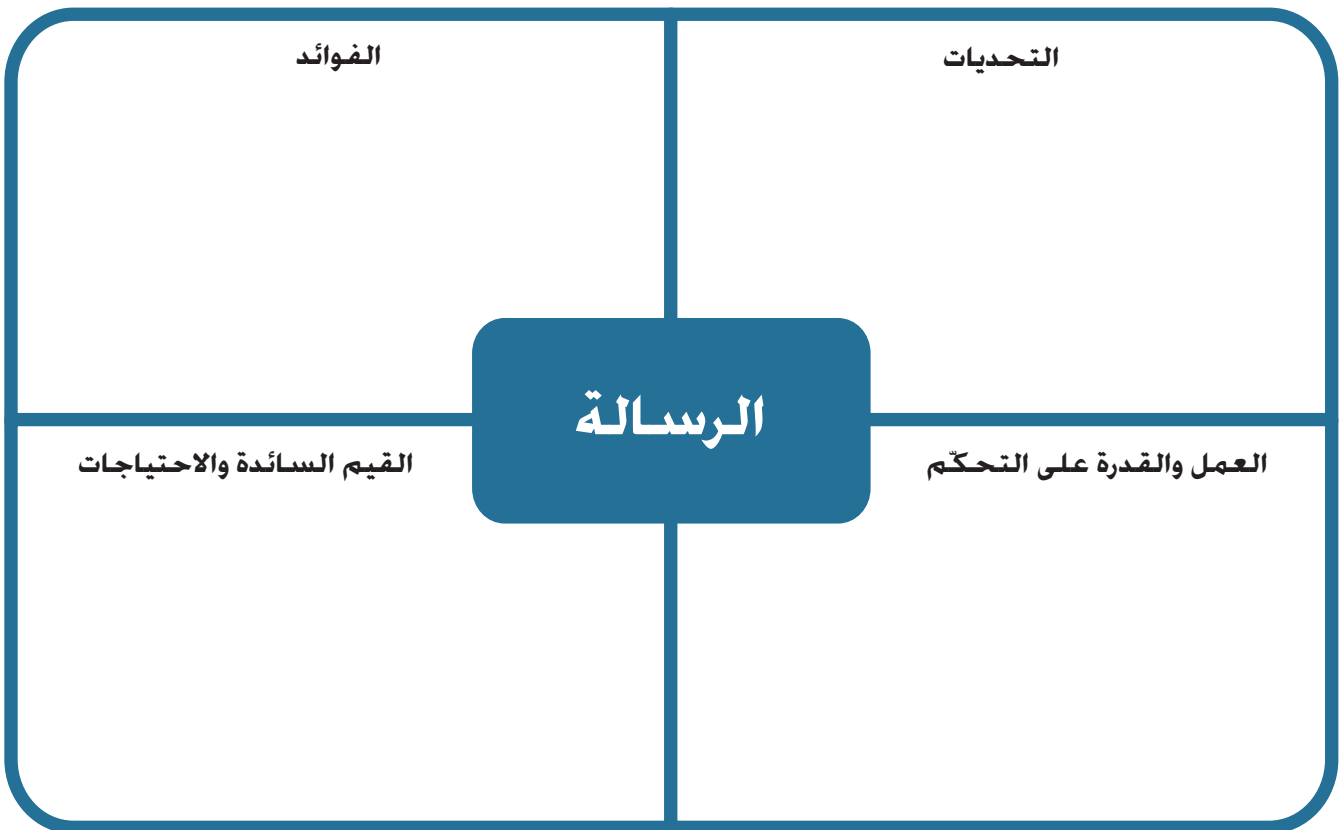 التحديات
الفوائد
الرسالة
العمل والقدرة على التحكّم
القيم السائدة والاحتياجات